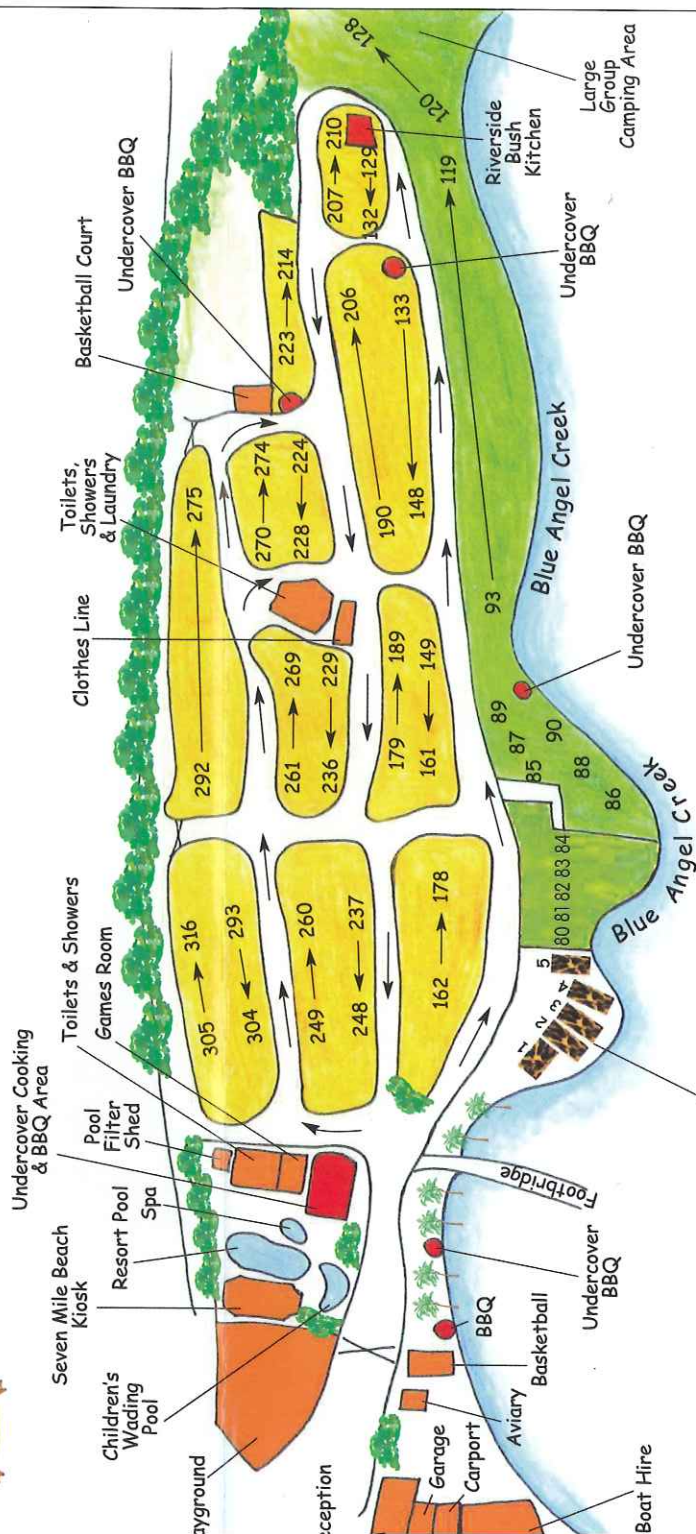 128
120
Large
Group
Camping Area
Undercover BBQ
207 → 210
132 ← 129
Riverside
Bush
Kitchen
119
Basketball Court
223 → 214
206
133
Undercover
BBQ
Toilets,
Showers
& Laundry
275
270 → 274
228 ← 224
190
148
Blue Angel Creek
Clothes Line
292
261 → 269
236 ← 229
179 → 189
161 ← 149
93
Undercover BBQ
89
87
85
90
88
86
Blue Angel Creek
Toilets & Showers
Games Room
305 → 316
304 ← 293
249 → 260
248 ← 237
162 → 178
80 81 82 83 84
5
4
3
2
1
Undercover Cooking
& BBQ Area
Pool
Filter
Shed
Footbridge
Resort Pool
Spa
Seven Mile Beach
Kiosk
Undercover
BBQ
BBQ
Children's
Wading
Pool
Basketball
Aviary
ayground
ception
Garage
Carport
Boat Hire